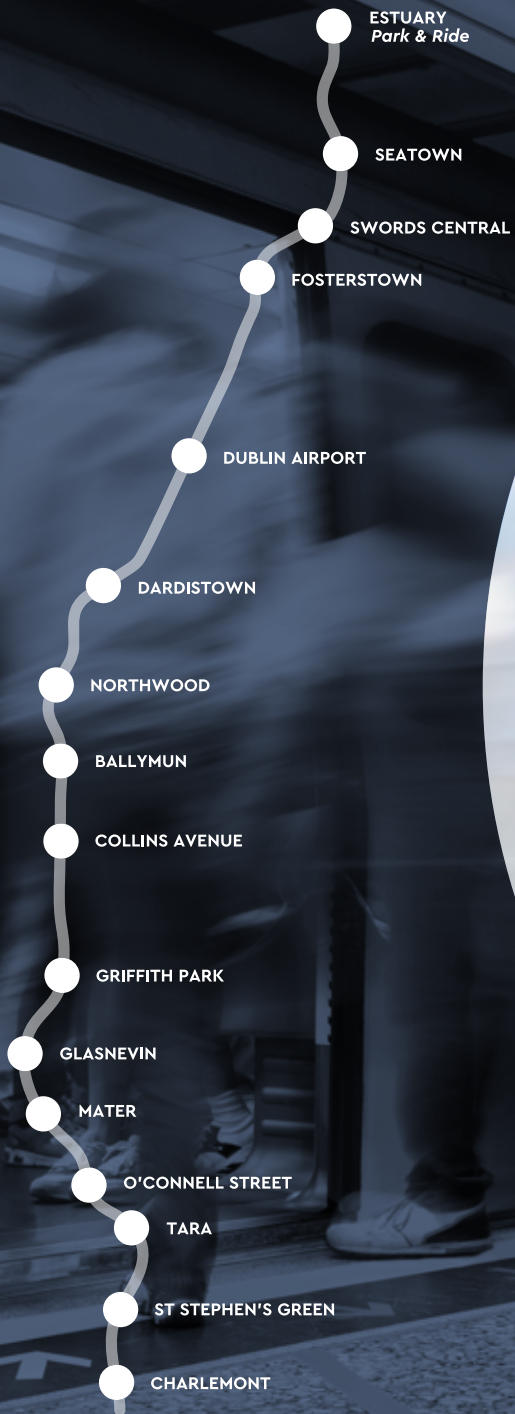 ESTUARY
Park & Ride
SEATOWN
SWORDS CENTRAL
FOSTERSTOWN
DUBLIN AIRPORT
DARDISTOWN
NORTHWOOD
BALLYMUN
COLLINS AVENUE
GRIFFITH PARK
GLASNEVIN
MATER
O'CONNELL STREET
TARA
ST STEPHEN'S GREEN
CHARLEMONT